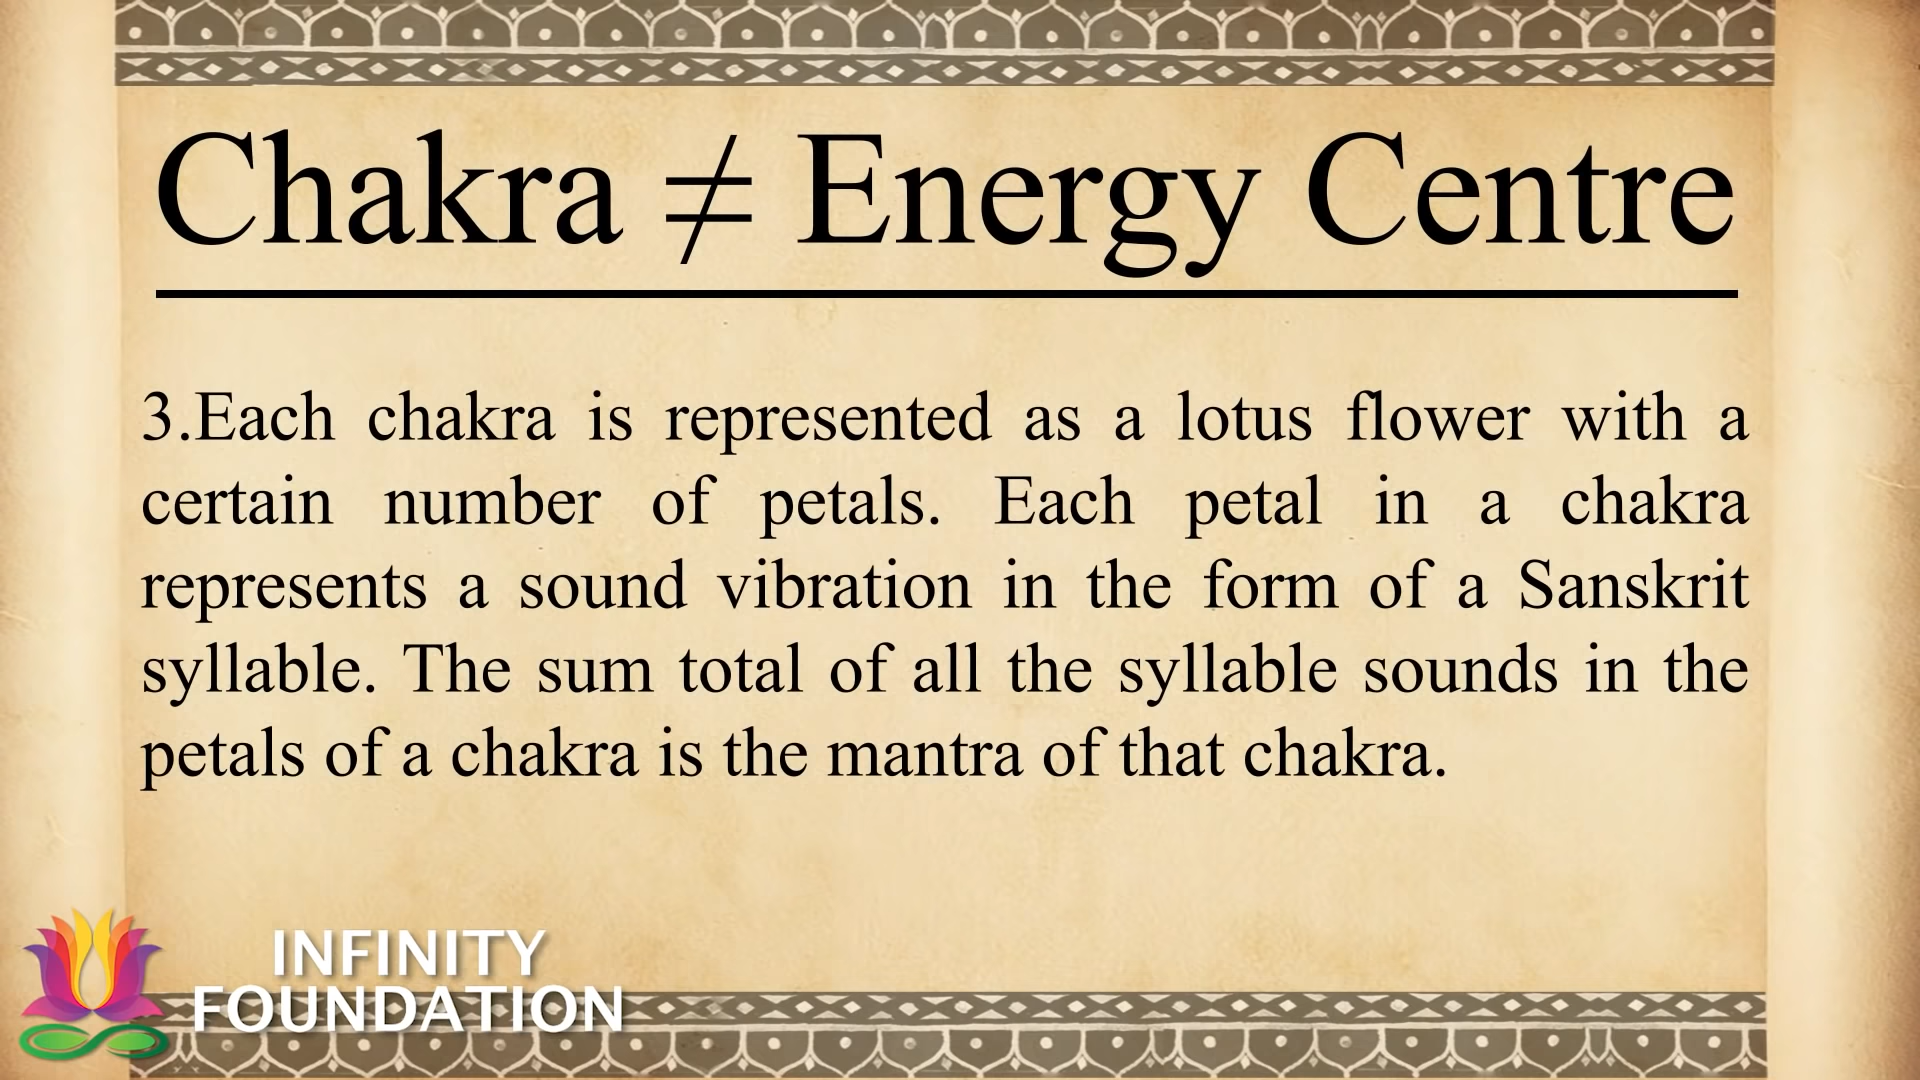 Chakra ≠ Energy Centre
3.Each chakra is represented as a lotus flower with a
certain number of petals. Each petal in a chakra
represents a sound vibration in the form of a Sanskrit
syllable. The sum total of all the syllable sounds in the
petals of a chakra is the mantra of that chakra.
INFINITY
FOUNDATION